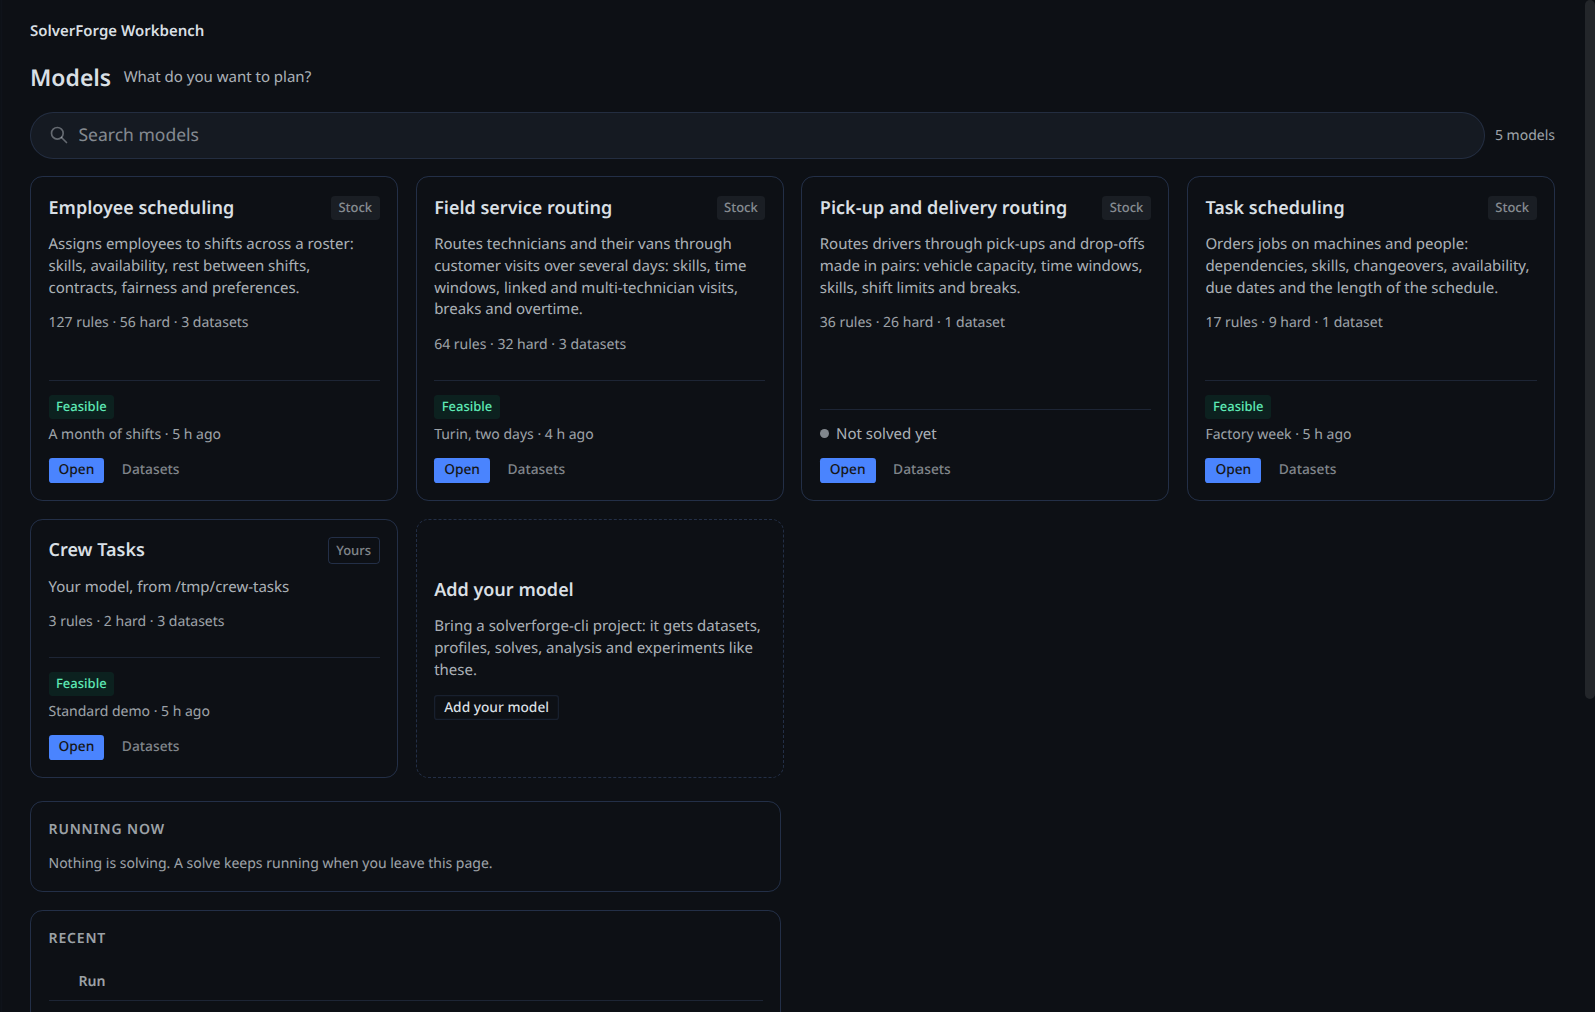 SolverForge Workbench
Models
What do you want to plan?
Search models
5 models
Employee scheduling
Stock
Assigns employees to shifts across a roster:
skills, availability, rest between shifts,
contracts, fairness and preferences.
127 rules · 56 hard · 3 datasets
Feasible
A month of shifts · 5 h ago
Open
Datasets
Field service routing
Stock
Routes technicians and their vans through
customer visits over several days: skills, time
windows, linked and multi-technician visits,
breaks and overtime.
64 rules · 32 hard · 3 datasets
Feasible
Turin, two days · 4 h ago
Open
Datasets
Pick-up and delivery routing
Stock
Routes drivers through pick-ups and drop-offs
made in pairs: vehicle capacity, time windows,
skills, shift limits and breaks.
36 rules · 26 hard · 1 dataset
Not solved yet
Open
Datasets
Task scheduling
Stock
Orders jobs on machines and people:
dependencies, skills, changeovers, availability,
due dates and the length of the schedule.
17 rules · 9 hard · 1 dataset
Feasible
Factory week · 5 h ago
Open
Datasets
Crew Tasks
Yours
Your model, from /tmp/crew-tasks
3 rules · 2 hard · 3 datasets
Feasible
Standard demo · 5 h ago
Open
Datasets
Add your model
Bring a solverforge-cli project: it gets datasets,
profiles, solves, analysis and experiments like
these.
Add your model
RUNNING NOW
Nothing is solving. A solve keeps running when you leave this page.
RECENT
Run